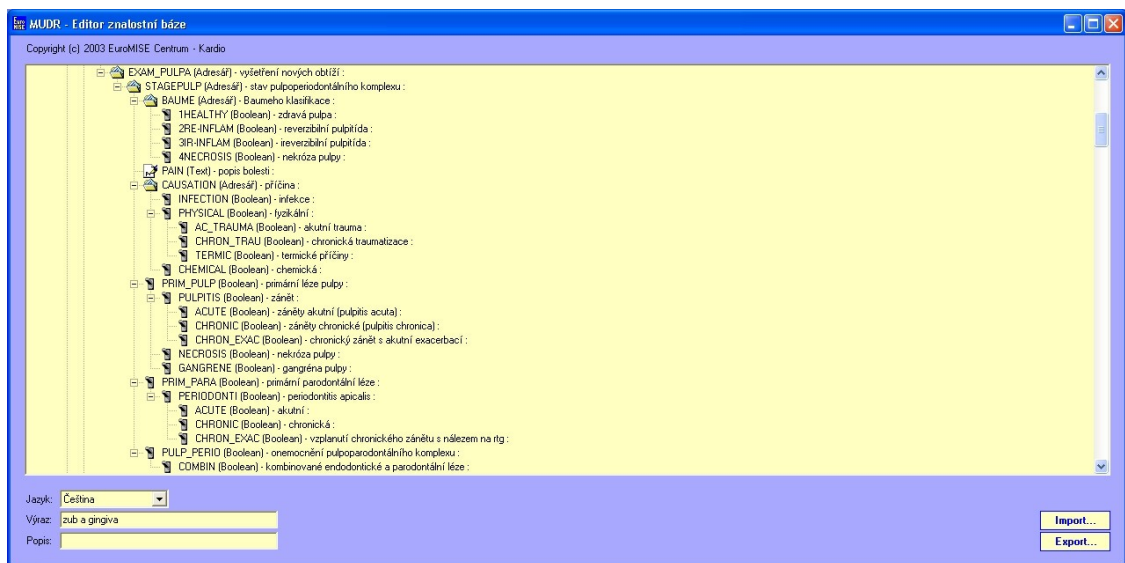 Euro MISE MUDR - Editor znalostní báze
Copyright (c) 2003 EuroMISE Centrum - Kardio
EXAM_PULPA (Adresář) - vyšetření nových obtíží :
STAGEPULP (Adresář) - stav pulpoperiodontálního komplexu :
BAUME (Adresář) - Baumeho klasifikace :
1HEALTHY (Boolean) - zdravá pulpa :
2RE-INFLAM (Boolean) - reverzibilní pulpitída :
3IR-INFLAM (Boolean) - ireverzibilní pulpitída :
4NECROSIS (Boolean) - nekróza pulpy :
PAIN (Text) - popis bolesti :
CAUSATION (Adresář) - příčina :
INFECTION (Boolean) - infekce :
PHYSICAL (Boolean) - fyzikální :
AC_TRAUMA (Boolean) - akutní trauma :
CHRON_TRAU (Boolean) - chronická traumatizace :
TERMIC (Boolean) - termické příčiny :
CHEMICAL (Boolean) - chemická :
PRIM_PULP (Boolean) - primární léze pulpy :
PULPITIS (Boolean) - zánět :
ACUTE (Boolean) - záněty akutní (pulpitis acuta) :
CHRONIC (Boolean) - záněty chronické (pulpitis chronica) :
CHRON_EXAC (Boolean) - chronický zánět s akutní exacerbací :
NECROSIS (Boolean) - nekróza pulpy :
GANGRENE (Boolean) - gangréna pulpy :
PRIM_PARA (Boolean) - primární parodontální léze :
PERIODONTI (Boolean) - periodontitis apicalis :
ACUTE (Boolean) - akutní :
CHRONIC (Boolean) - chronická :
CHRON_EXAC (Boolean) - vzplanutí chronického zánětu s nálezem na rtg :
PULP_PERIO (Boolean) - onemocnění pulpoparodontálního komplexu :
COMBIN (Boolean) - kombinované endodontické a parodontální léze :
Jazyk: Čeština
Výraz: zub a gingiva
Import...
Popis:
Export...